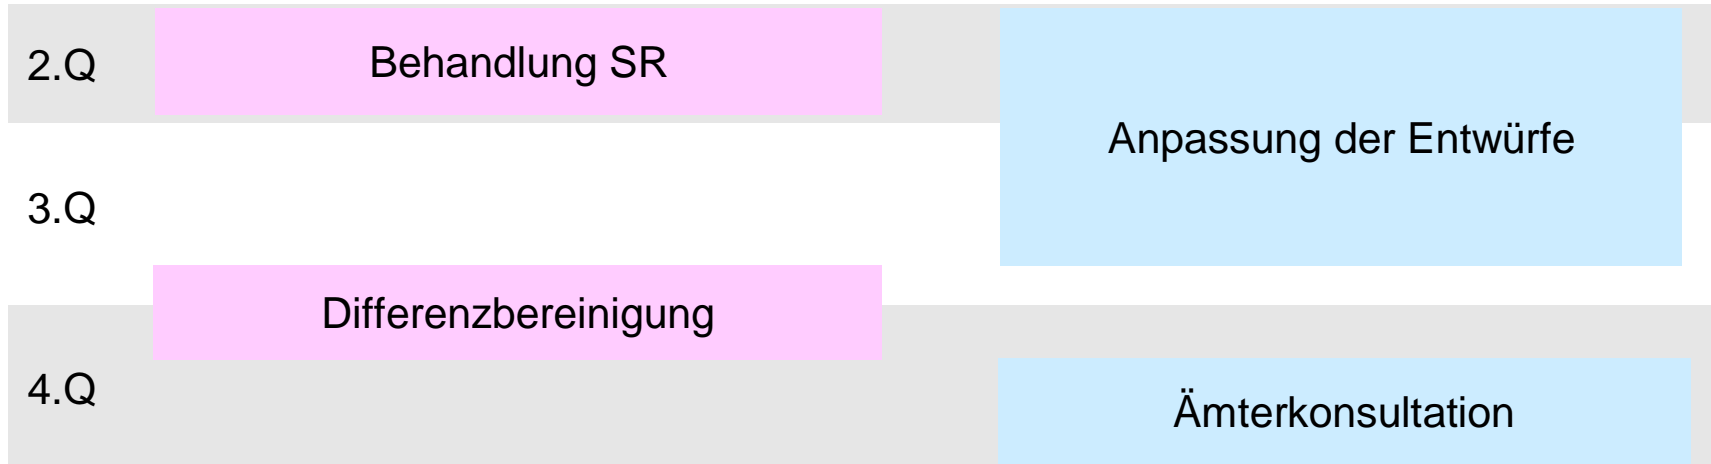 2.Q
Behandlung SR
Anpassung der Entwürfe
3.Q
Differenzbereinigung
4.Q
Ämterkonsultation